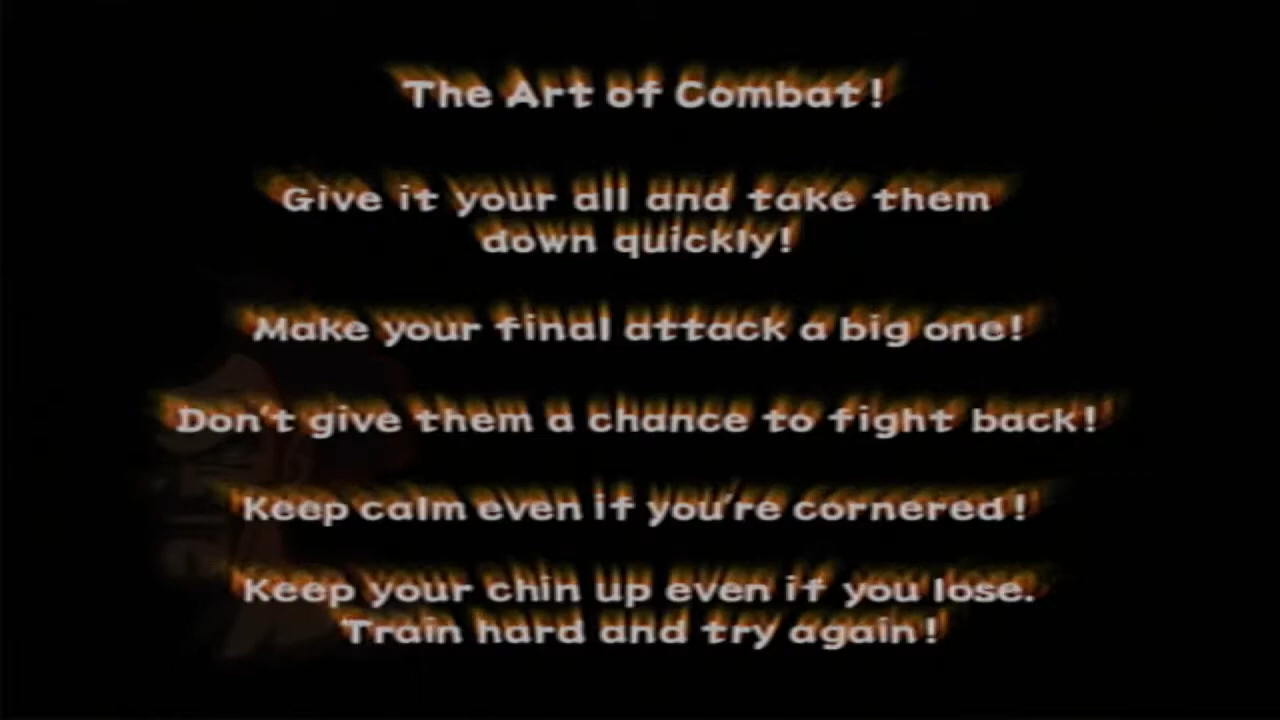 The Art of Combat!
Give it your all and take them
down quickly!
Make your final attack a big one!
Don't give them a chance to fight back!
Keep calm even if you're cornered!
Keep your chin up even if you lose.
Train hard and try again!